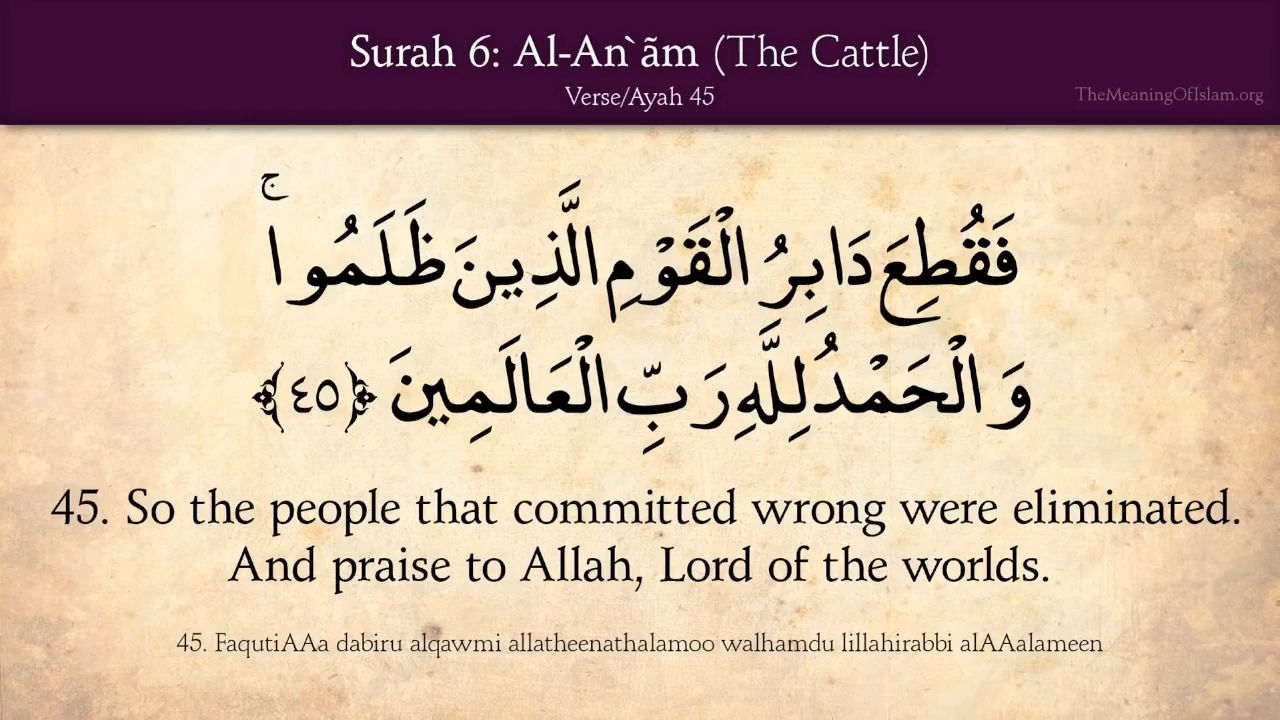 Surah 6: Al-An`ãm (The Cattle)
Verse/Ayah 45
TheMeaningOfIslam.org
فَقُطِعَ دَابِرُ الْقَوْمِ الَّذِينَ ظَلَمُوا ۚ
وَالْحَمْدُ لِلَّهِ رَبِّ الْعَالَمِينَ ﴿٤٥﴾
45. So the people that committed wrong were eliminated.
And praise to Allah, Lord of the worlds.
45. FaqutiAAa dabiru alqawmi allatheenathalamoo walhamdu lillahirabbi alAAalameen